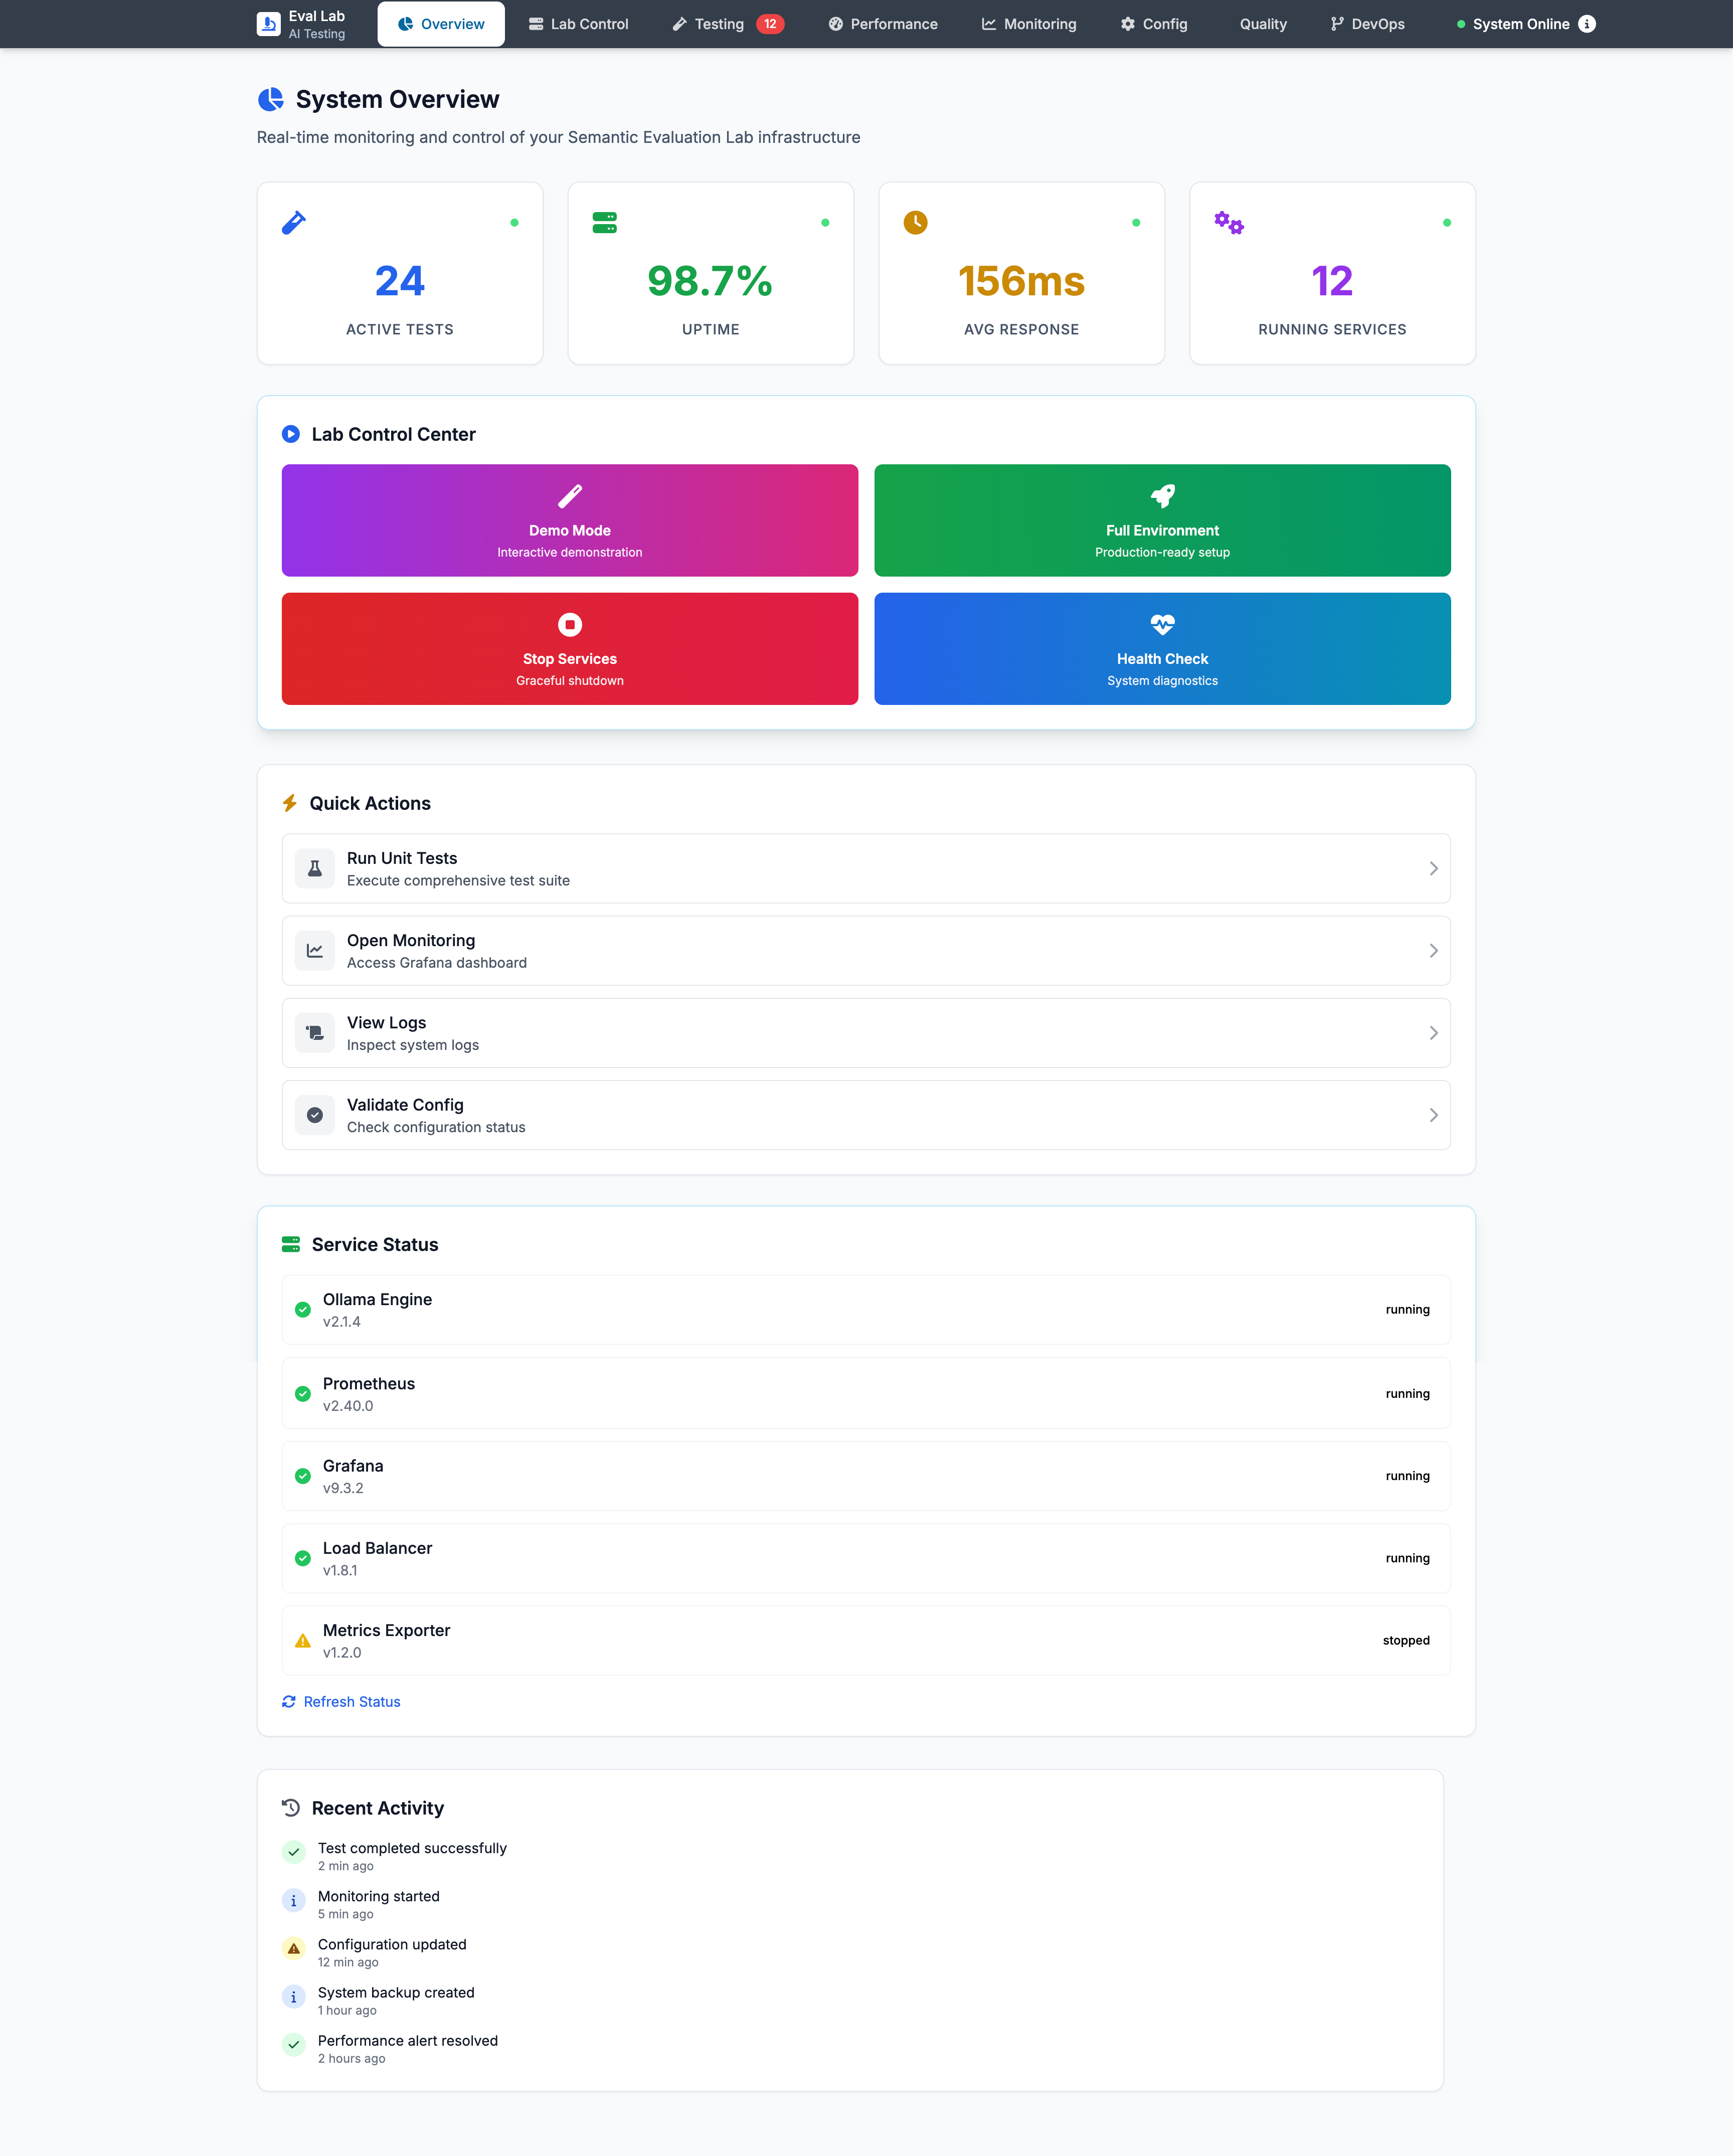 Eval Lab
AI Testing
Overview
Lab Control
Testing 12
Performance
Monitoring
Config
Quality
DevOps
System Online
System Overview
Real-time monitoring and control of your Semantic Evaluation Lab infrastructure
24
ACTIVE TESTS
98.7%
UPTIME
156ms
AVG RESPONSE
12
RUNNING SERVICES
Lab Control Center
Demo Mode
Interactive demonstration
Full Environment
Production-ready setup
Stop Services
Graceful shutdown
Health Check
System diagnostics
Quick Actions
Run Unit Tests
Execute comprehensive test suite
Open Monitoring
Access Grafana dashboard
View Logs
Inspect system logs
Validate Config
Check configuration status
Service Status
Ollama Engine
v2.1.4
running
Prometheus
v2.40.0
running
Grafana
v9.3.2
running
Load Balancer
v1.8.1
running
Metrics Exporter
v1.2.0
stopped
Refresh Status
Recent Activity
Test completed successfully
2 min ago
Monitoring started
5 min ago
Configuration updated
12 min ago
System backup created
1 hour ago
Performance alert resolved
2 hours ago